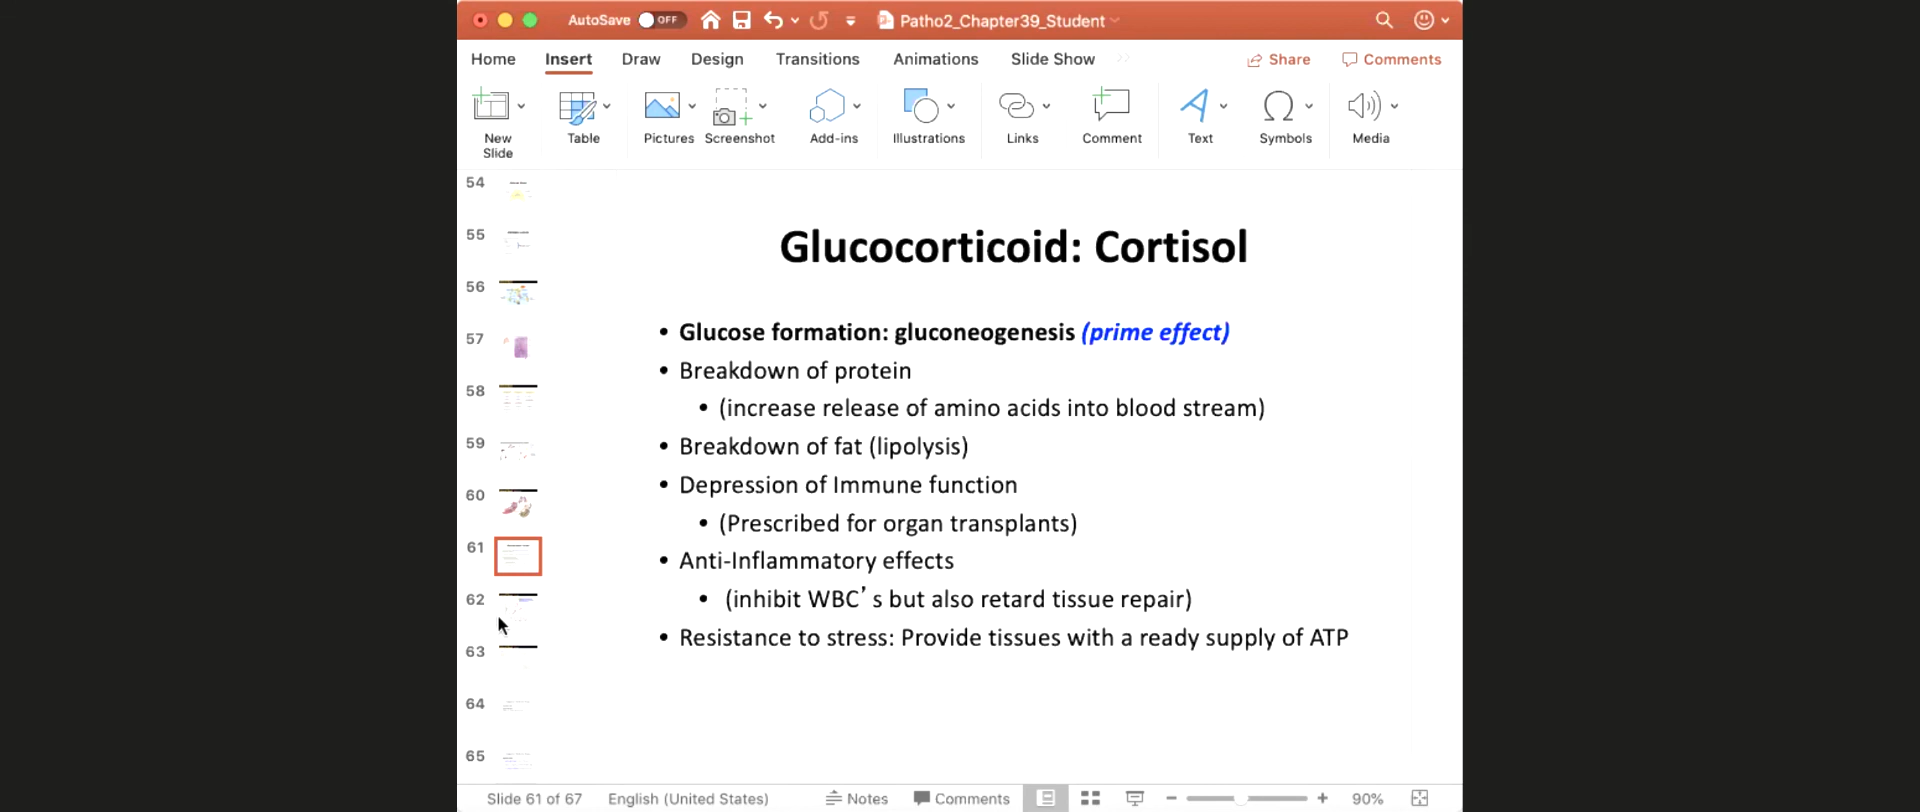 AutoSave OFF Patho2_Chapter39_Student
Home Insert Draw Design Transitions Animations Slide Show Share Comments
New Slide Table Pictures Screenshot Add-ins Illustrations Links Comment Text Symbols Media
54
55
56
57
58
59
60
61
62
63
64
65
Glucocorticoid: Cortisol
• Glucose formation: gluconeogenesis (prime effect)
• Breakdown of protein
• (increase release of amino acids into blood stream)
• Breakdown of fat (lipolysis)
• Depression of Immune function
• (Prescribed for organ transplants)
• Anti-Inflammatory effects
• (inhibit WBC’s but also retard tissue repair)
• Resistance to stress: Provide tissues with a ready supply of ATP
Slide 61 of 67 English (United States) Notes Comments 90%